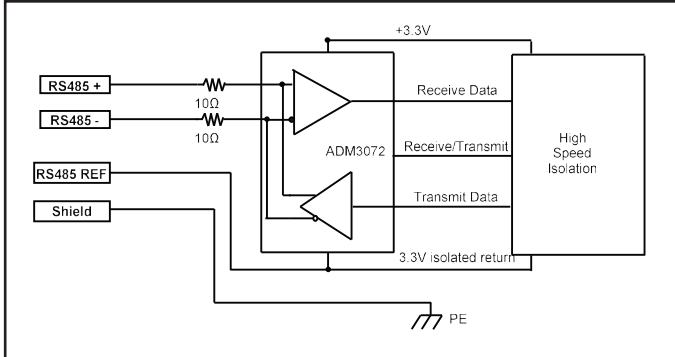 +3.3V
RS485 +
10Ω
RS485 -
10Ω
RS485 REF
Shield
ADM3072
Receive Data
Receive/Transmit
Transmit Data
High
Speed
Isolation
3.3V isolated return
PE